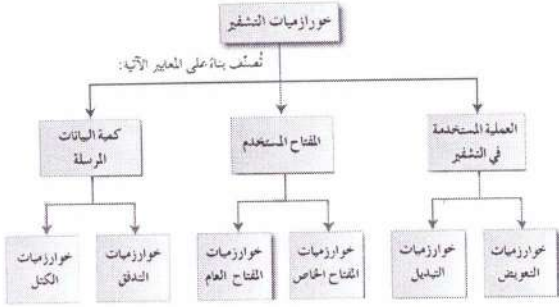 خورازميات التشفير
تُصنّف بناءً على المعايير الآتية:
العملية المستخدمة
في التشفير
المفتاح المستخدم
كمية البيانات
المرسلة
خوارزميات
التعويض
خوارزميات
التبديل
خوارزميات
المفتاح الخاص
خوارزميات
المفتاح العام
خوارزميات
التدفق
خوارزميات
الكتل